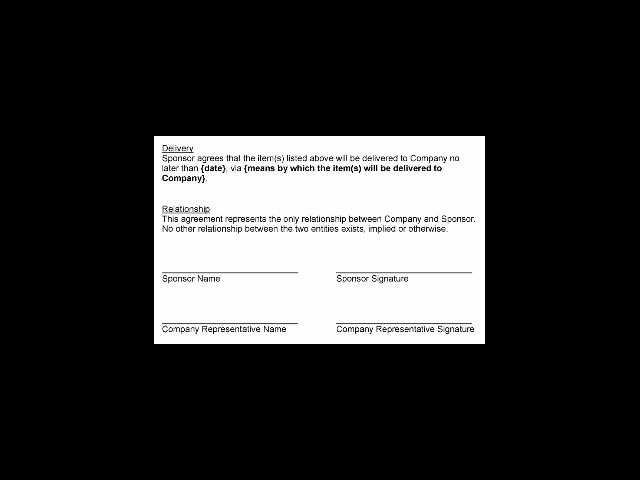 Delivery
Sponsor agrees that the item(s) listed above will be delivered to Company no
later than {date}, via {means by which the item(s) will be delivered to
Company}.
Relationship
This agreement represents the only relationship between Company and Sponsor.
No other relationship between the two entities exists, implied or otherwise.
Sponsor Name
Sponsor Signature
Company Representative Name
Company Representative Signature